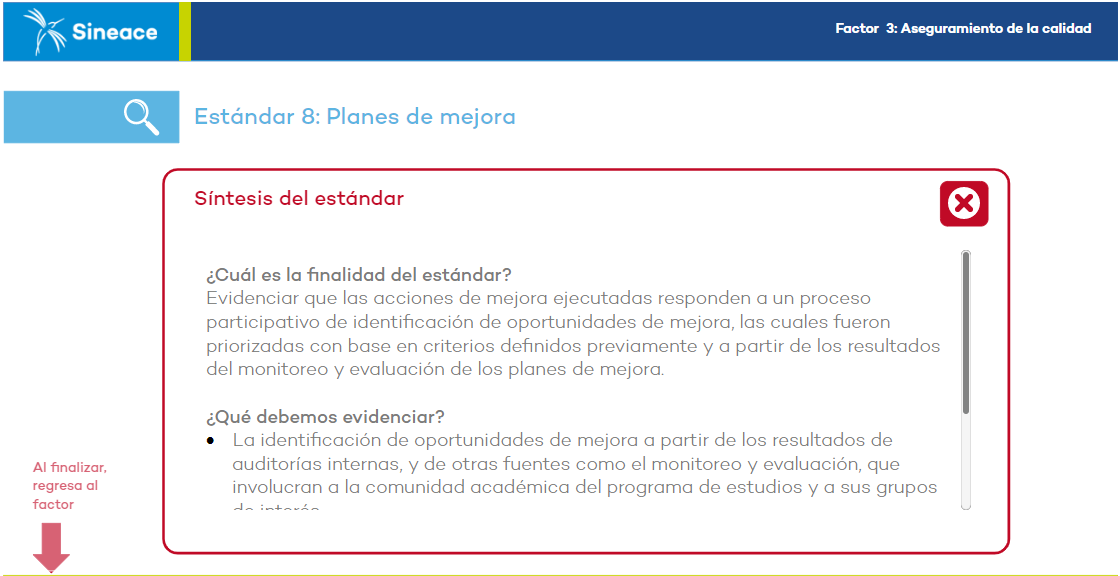 Sineace
Factor 3: Aseguramiento de la calidad
Estándar 8: Planes de mejora
Síntesis del estándar
¿Cuál es la finalidad del estándar?
Evidenciar que las acciones de mejora ejecutadas responden a un proceso
participativo de identificación de oportunidades de mejora, las cuales fueron
priorizadas con base en criterios definidos previamente y a partir de los resultados
del monitoreo y evaluación de los planes de mejora.
¿Qué debemos evidenciar?
• La identificación de oportunidades de mejora a partir de los resultados de
auditorías internas, y de otras fuentes como el monitoreo y evaluación, que
involucran a la comunidad académica del programa de estudios y a sus grupos
de interés
Al finalizar,
regresa al
factor